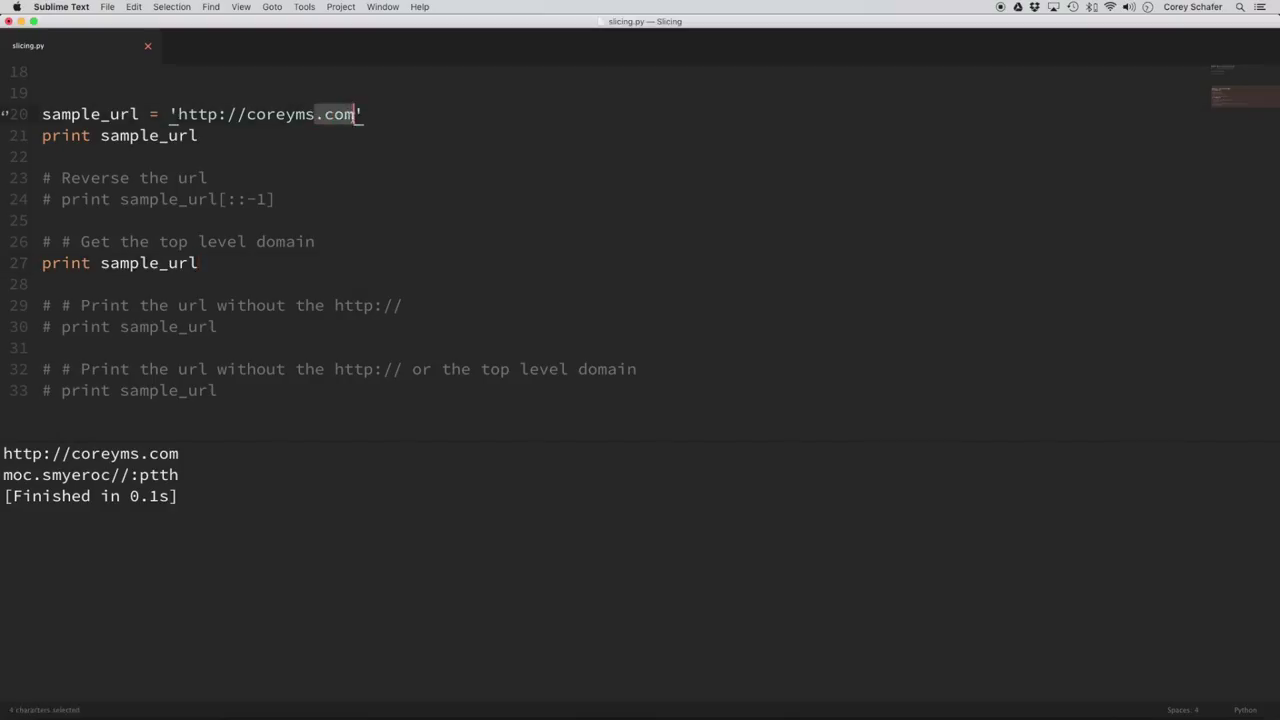 Sublime Text File Edit Selection Find View Goto Tools Project Window Help Corey Schafer
slicing.py — Slicing
slicing.py
18
19
20 sample_url = 'http://coreyms.com'
21 print sample_url
22
23 # Reverse the url
24 # print sample_url[::-1]
25
26 # # Get the top level domain
27 print sample_url
28
29 # # Print the url without the http://
30 # print sample_url
31
32 # # Print the url without the http:// or the top level domain
33 # print sample_url
http://coreyms.com
moc.smyeroc//:ptth
[Finished in 0.1s]
4 characters selected Spaces: 4 Python